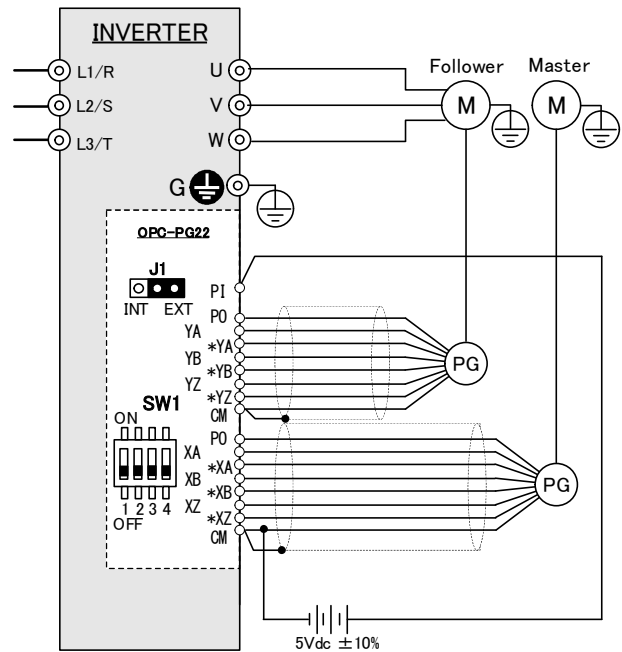 INVERTER
Follower Master
L1/R U
L2/S V M M
L3/T W
G
OPC-PG22
J1
INT EXT
PI
PO
YA
*YA
YB
*YB
YZ
*YZ
CM
PG
SW1
ON
1 2 3 4
OFF
PO
XA
*XA
XB
*XB
XZ
*XZ
CM
PG
5Vdc ±10%